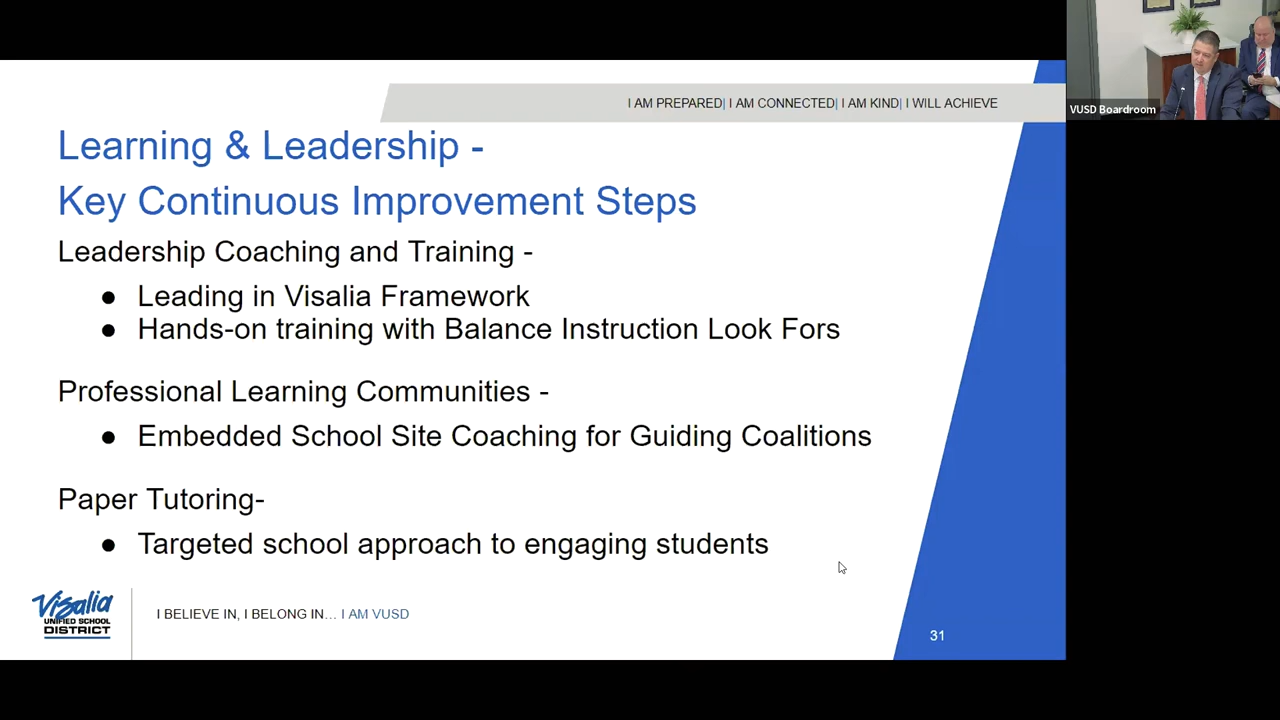 I AM PREPARED| I AM CONNECTED| I AM KIND| I WILL ACHIEVE
VUSD Boardroom
Learning & Leadership -
Key Continuous Improvement Steps
Leadership Coaching and Training -
● Leading in Visalia Framework
● Hands-on training with Balance Instruction Look Fors
Professional Learning Communities -
● Embedded School Site Coaching for Guiding Coalitions
Paper Tutoring-
● Targeted school approach to engaging students
Visalia
UNIFIED SCHOOL
DISTRICT
I BELIEVE IN, I BELONG IN... I AM VUSD
31